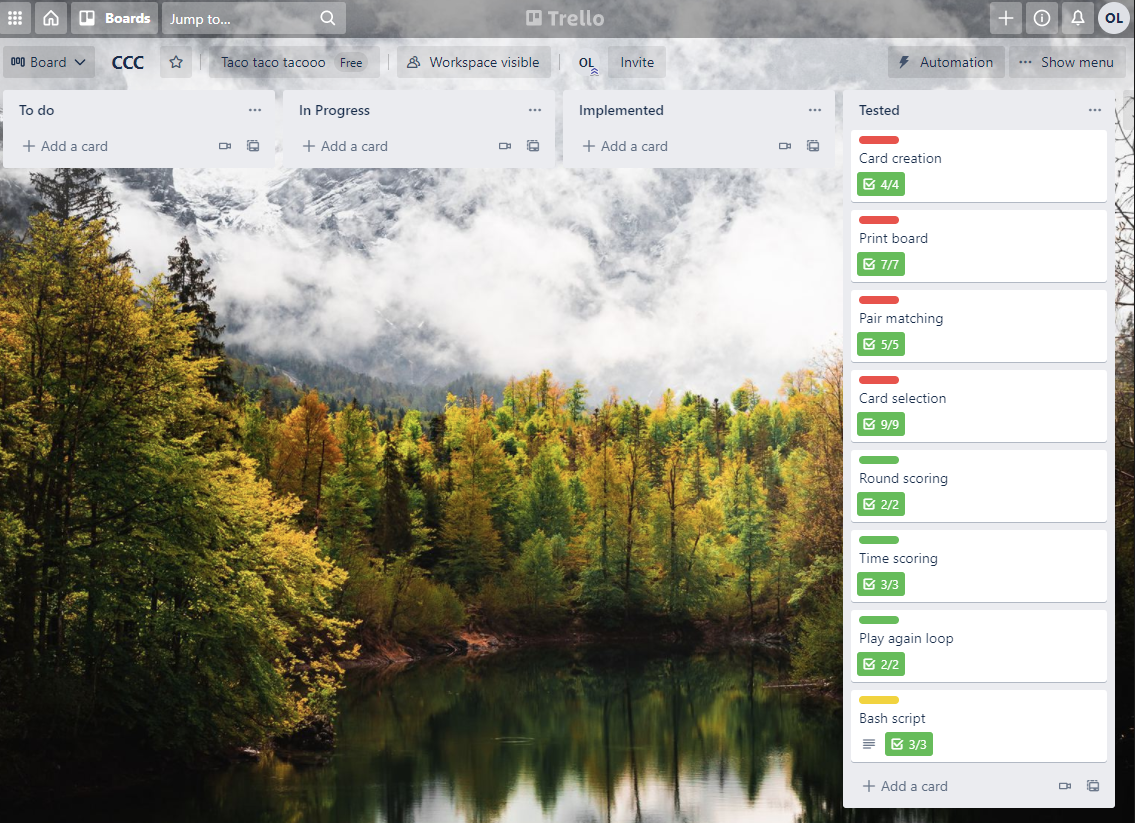 Boards
Jump to...
Trello
OL
Board
CCC
Taco taco tacooo
Free
Workspace visible
OL
Invite
Automation
Show menu
To do
Add a card
In Progress
Add a card
Implemented
Add a card
Tested
Card creation
4/4
Print board
7/7
Pair matching
5/5
Card selection
9/9
Round scoring
2/2
Time scoring
3/3
Play again loop
2/2
Bash script
3/3
Add a card